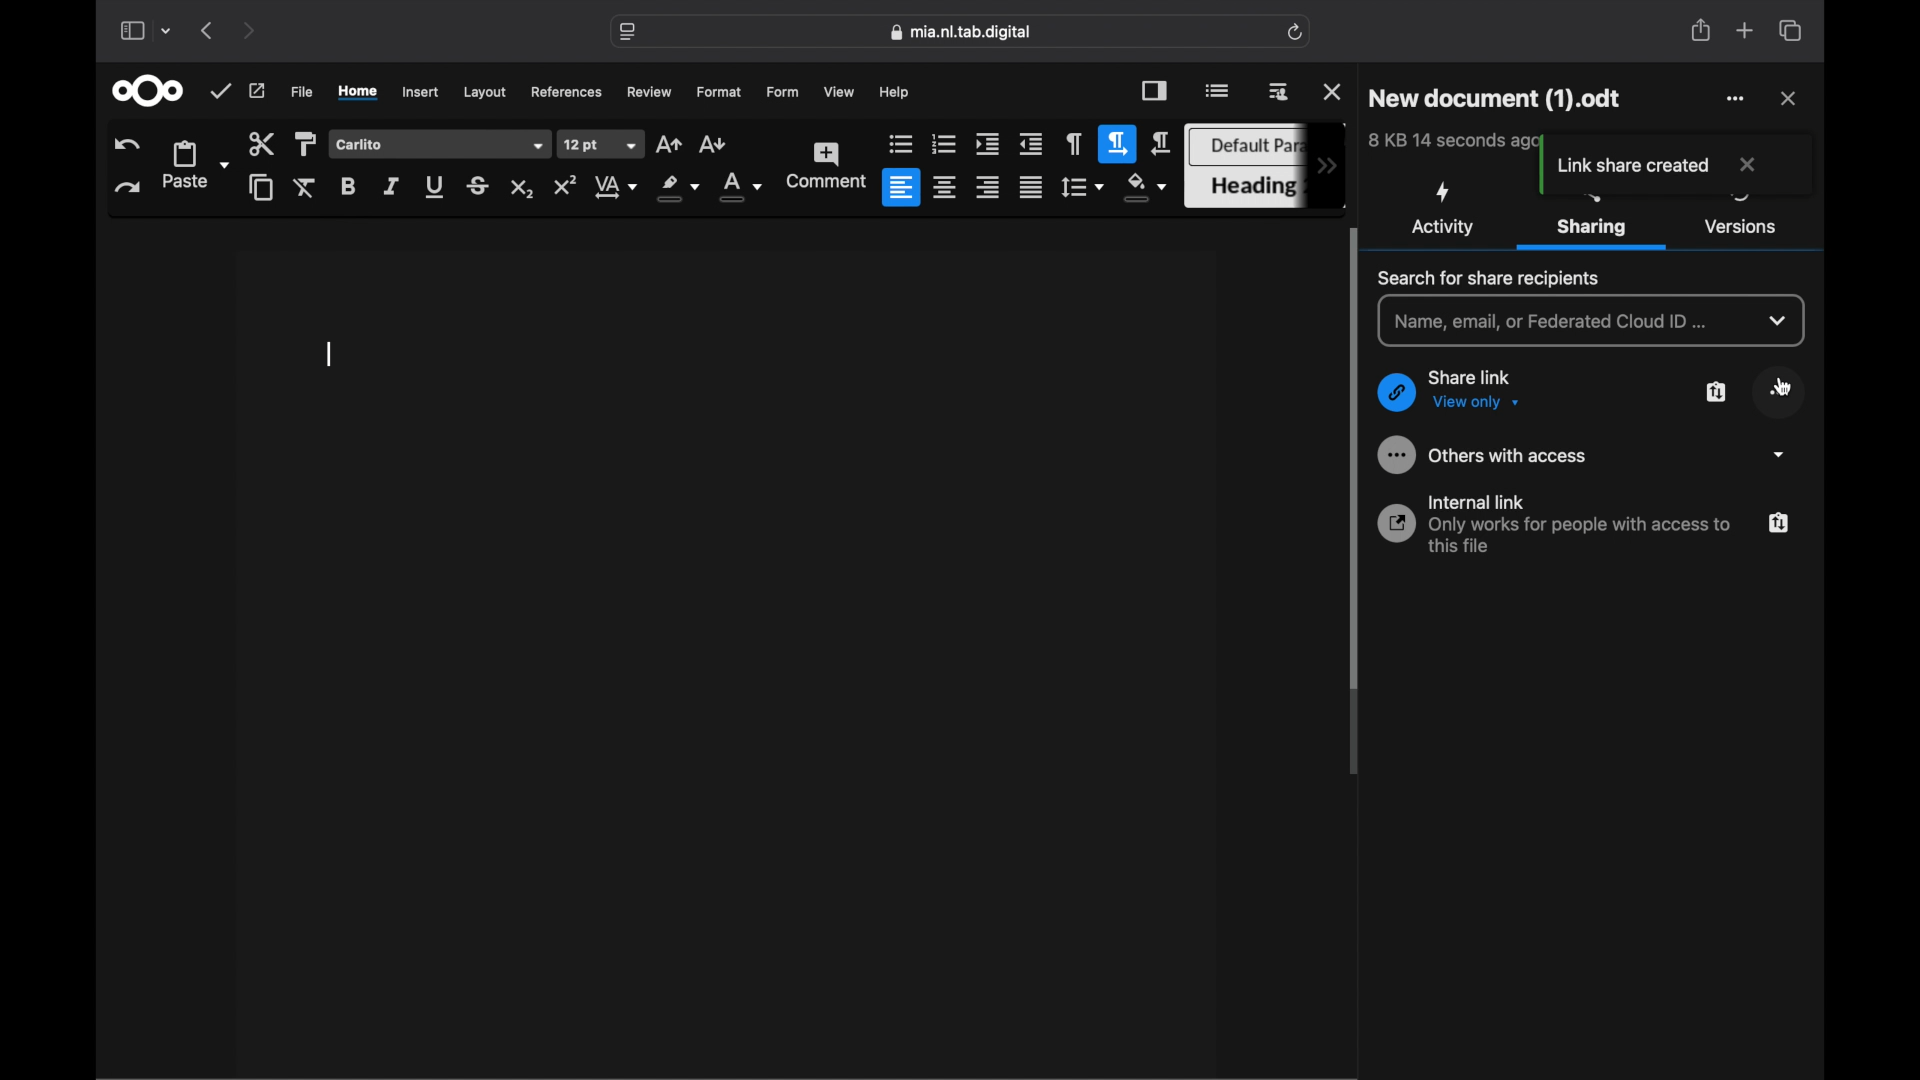 mia.nl.tab.digital
File Home Insert Layout References Review Format Form View Help
New document (1).odt
8 KB 14 seconds ago
Link share created
Paste
Carlito
12 pt
Comment
Default Para
Heading
Activity
Sharing
Versions
Search for share recipients
Name, email, or Federated Cloud ID ...
Share link
View only
Others with access
Internal link
Only works for people with access to
this file